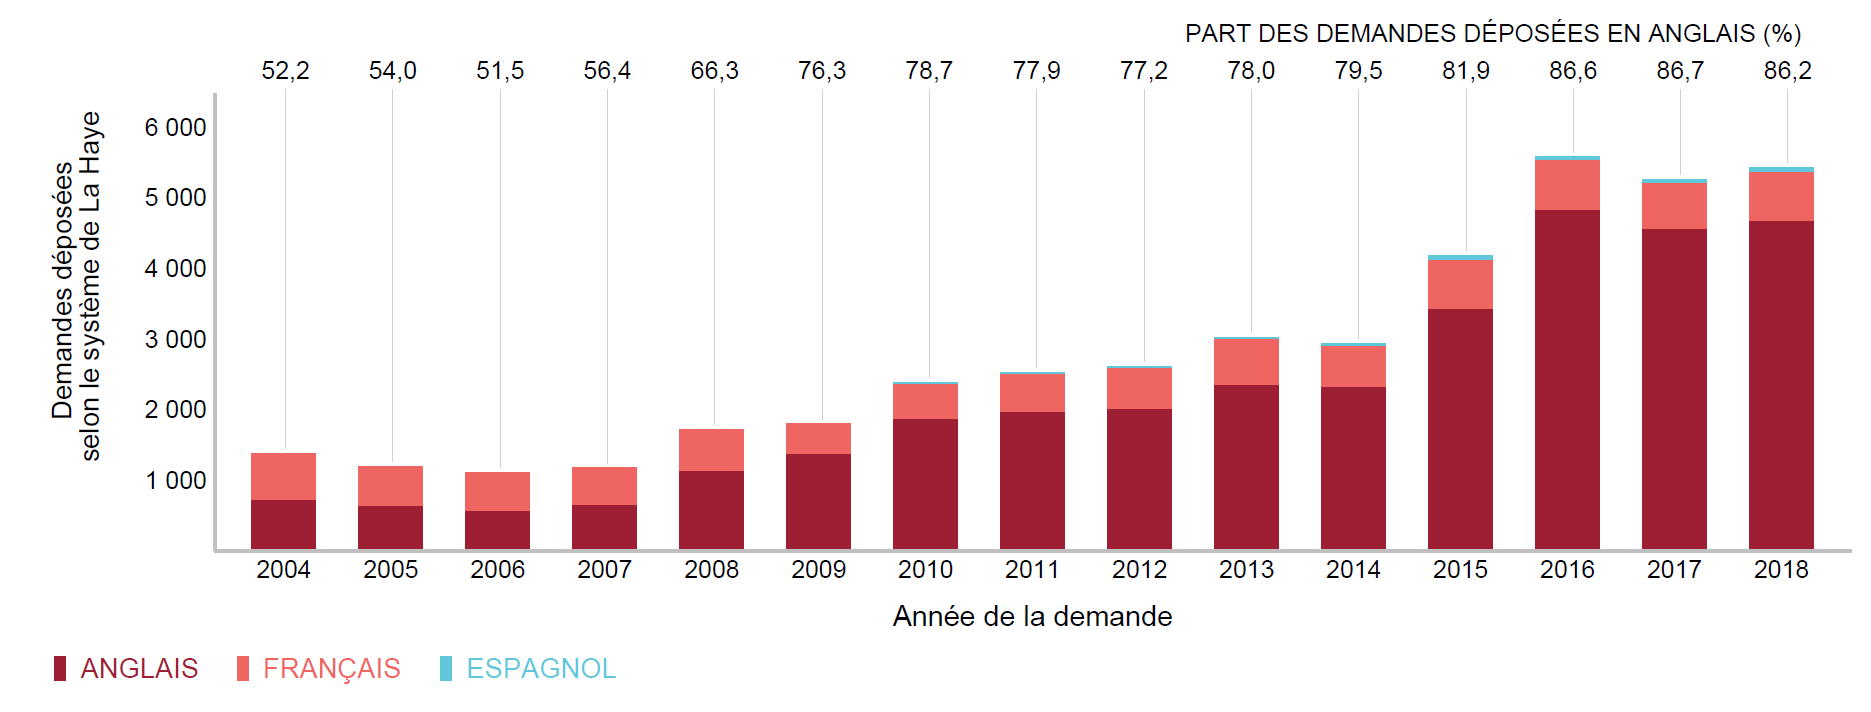 PART DES DEMANDES DÉPOSÉES EN ANGLAIS (%)
52,2 54,0 51,5 56,4 66,3 76,3 78,7 77,9 77,2 78,0 79,5 81,9 86,6 86,7 86,2
Demandes déposées
selon le système de La Haye
6 000
5 000
4 000
3 000
2 000
1 000
2004 2005 2006 2007 2008 2009 2010 2011 2012 2013 2014 2015 2016 2017 2018
Année de la demande
ANGLAIS FRANÇAIS ESPAGNOL